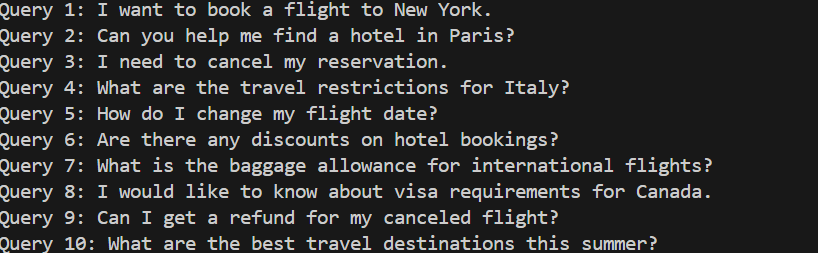 Query 1: I want to book a flight to New York.
Query 2: Can you help me find a hotel in Paris?
Query 3: I need to cancel my reservation.
Query 4: What are the travel restrictions for Italy?
Query 5: How do I change my flight date?
Query 6: Are there any discounts on hotel bookings?
Query 7: What is the baggage allowance for international flights?
Query 8: I would like to know about visa requirements for Canada.
Query 9: Can I get a refund for my canceled flight?
Query 10: What are the best travel destinations this summer?